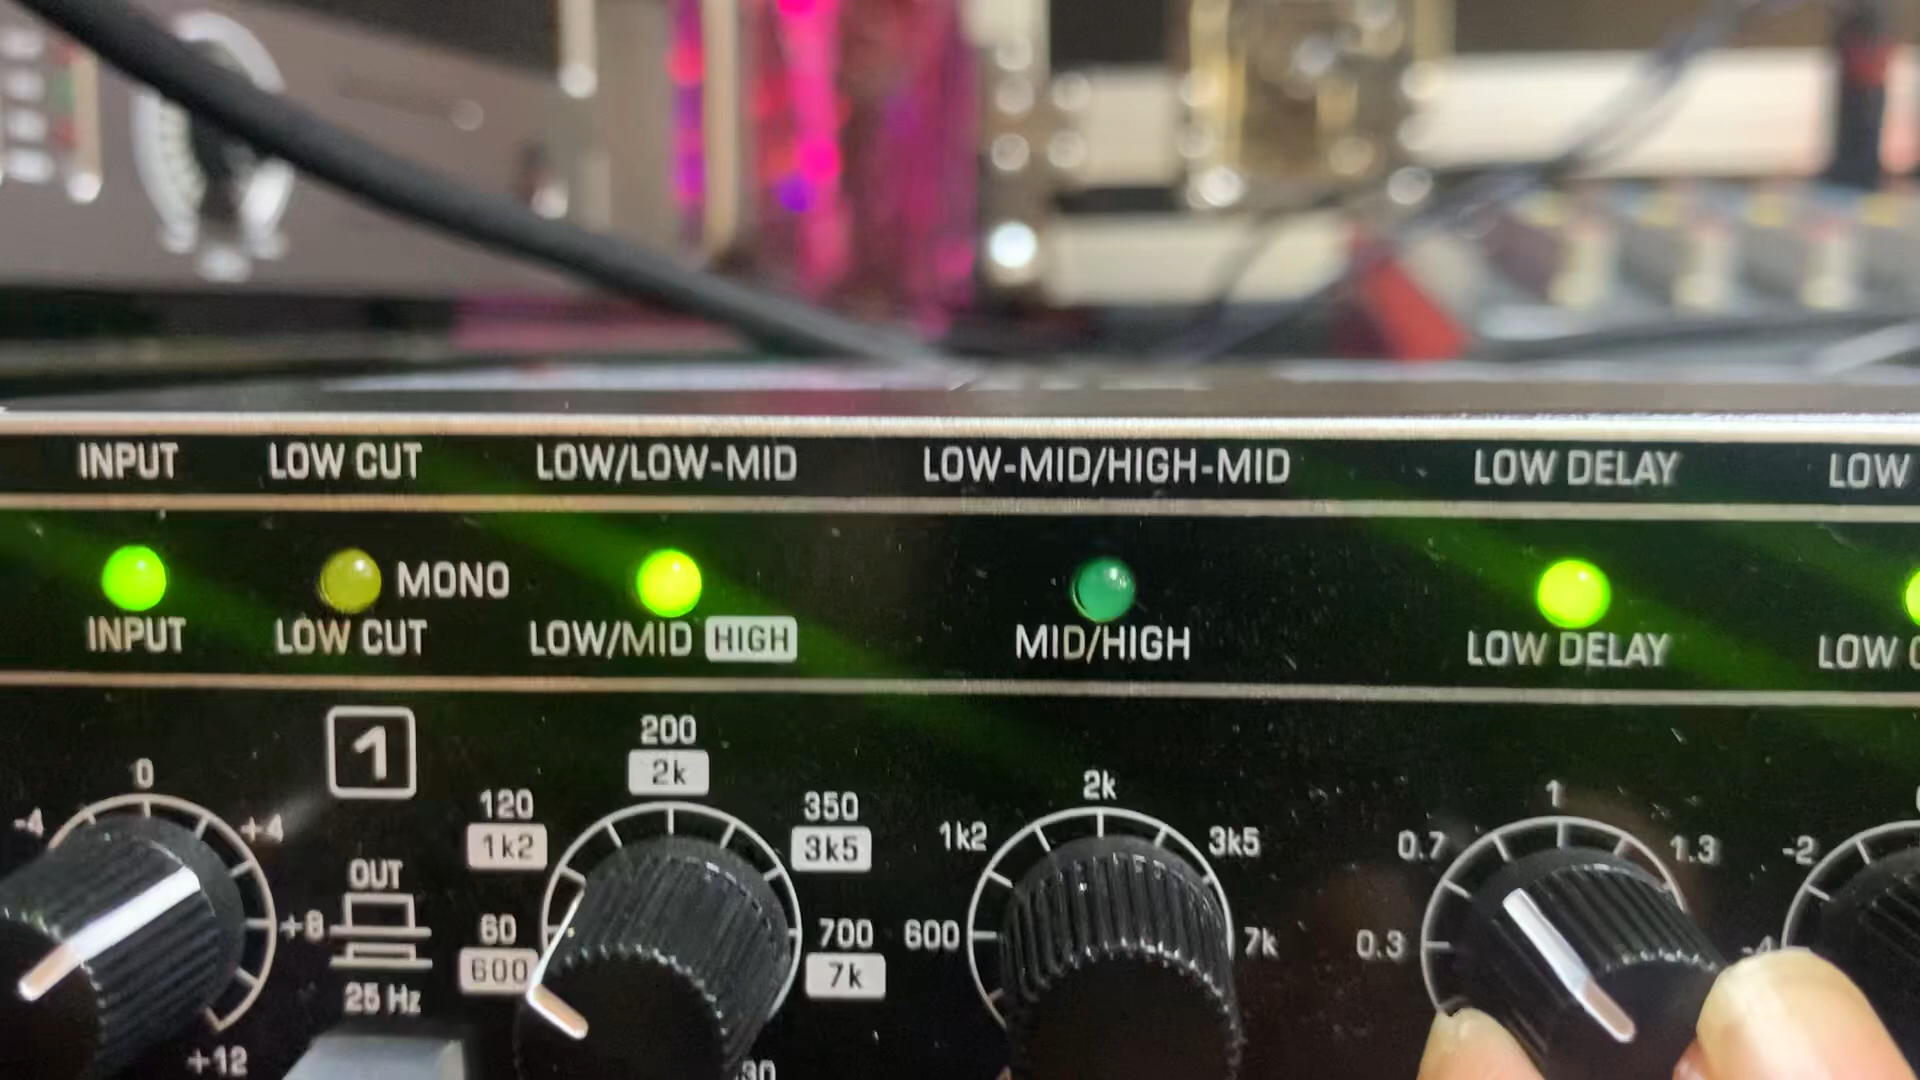 INPUT LOW CUT LOW/LOW-MID LOW-MID/HIGH-MID LOW DELAY LOW
MONO
INPUT LOW CUT LOW/MID HIGH MID/HIGH LOW DELAY LOW
1
200
2k
0 2k 1
-4 +4 120 350 1k2 3k5 0.7 1.3 -2
1k2 3k5
OUT
+8 60 700 600 7k 0.3 -4
600 7k
25 Hz
+12